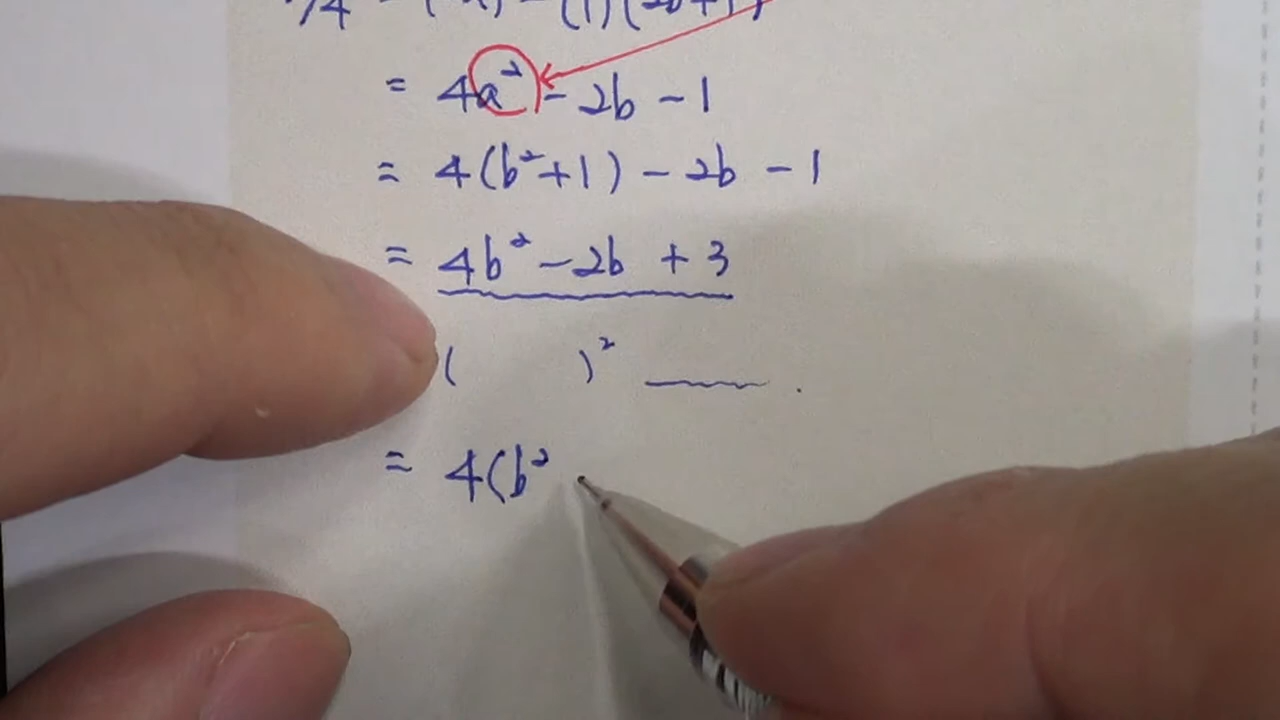 = 4a² - 2b - 1
= 4(b²+1) - 2b - 1
= 4b² - 2b + 3
( )² .
= 4(b²